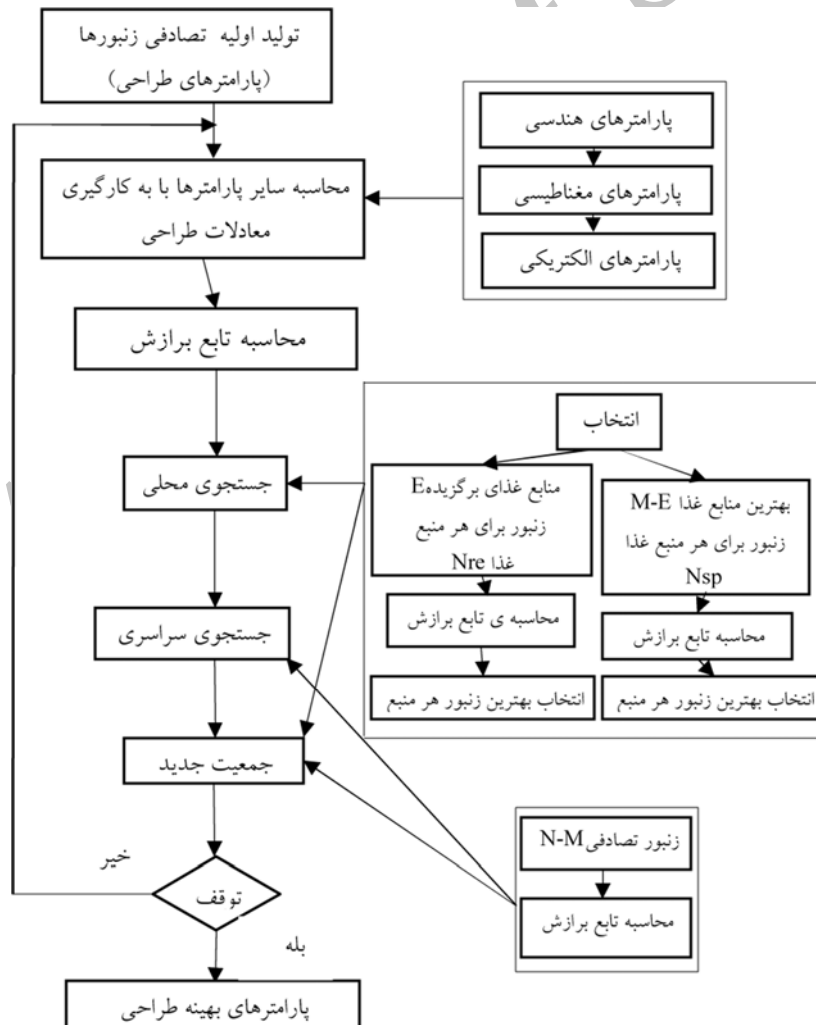 تولید اولیه تصادفی زنبورها
(پارامترهای طراحی)
پارامترهای هندسی
پارامترهای مغناطیسی
پارامترهای الکتریکی
محاسبه سایر پارامترها با به کارگیری
معادلات طراحی
محاسبه تابع برازش
انتخاب
منابع غذای برگزیدهE
زنبور برای هر منبع
غذا Nre
بهترین منابع غذا M-E
زنبور برای هر منبع غذا
Nsp
جستجوی محلی
محاسبه ی تابع برازش
محاسبه تابع برازش
جستجوی سراسری
انتخاب بهترین زنبور هر منبع
انتخاب بهترین زنبور هر منبع
جمعیت جدید
زنبور تصادفیN-M
محاسبه تابع برازش
خیر
توقف
بله
پارامترهای بهینه طراحی